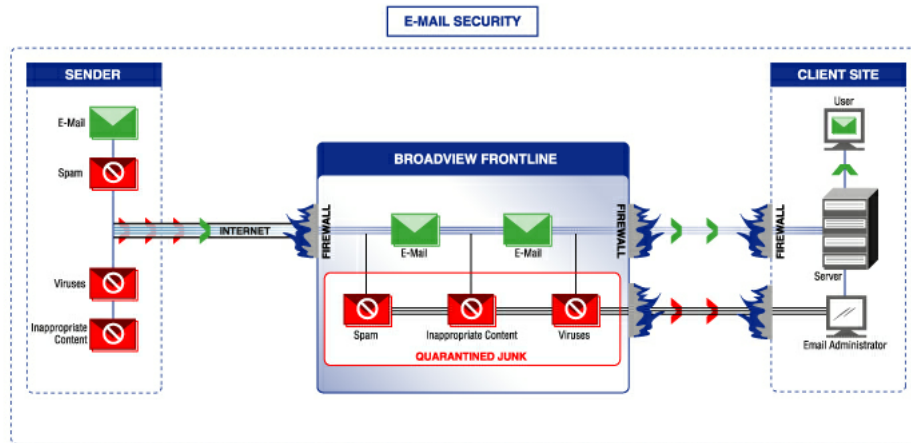 E-MAIL SECURITY
SENDER
E-Mail
Spam
Viruses
Inappropriate
Content
INTERNET
FIREWALL
BROADVIEW FRONTLINE
E-Mail
E-Mail
Spam
Inappropriate Content
Viruses
QUARANTINED JUNK
FIREWALL
FIREWALL
CLIENT SITE
User
Server
Email Administrator